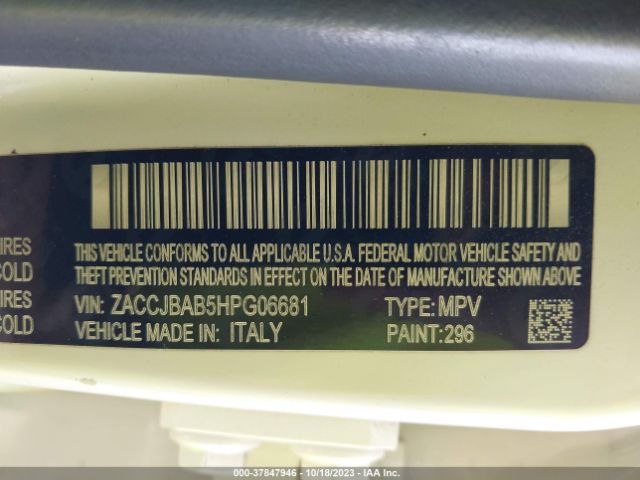 IRES
COLD
IRES
COLD
THIS VEHICLE CONFORMS TO ALL APPLICABLE U.S.A. FEDERAL MOTOR VEHICLE SAFETY AND
THEFT PREVENTION STANDARDS IN EFFECT ON THE DATE OF MANUFACTURE SHOWN ABOVE
VIN: ZACCJBAB5HPG06681 TYPE: MPV
VEHICLE MADE IN: ITALY PAINT: 296
000-37847946 - 10/18/2023 - IAA Inc.